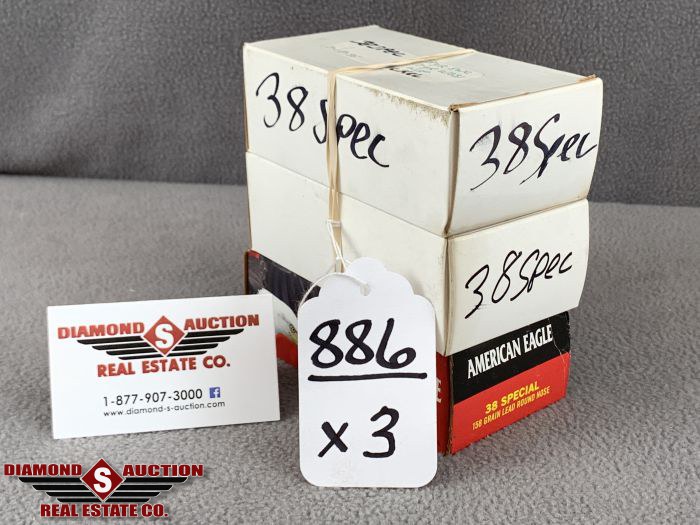 38 Spec
38 Spec
38 Spec
AMERICAN EAGLE
38 SPECIAL
158 GRAIN LEAD ROUND NOSE
886
x 3
DIAMOND S AUCTION
REAL ESTATE CO.
1-877-907-3000
www.diamond-s-auction.com
DIAMOND S AUCTION
REAL ESTATE CO.